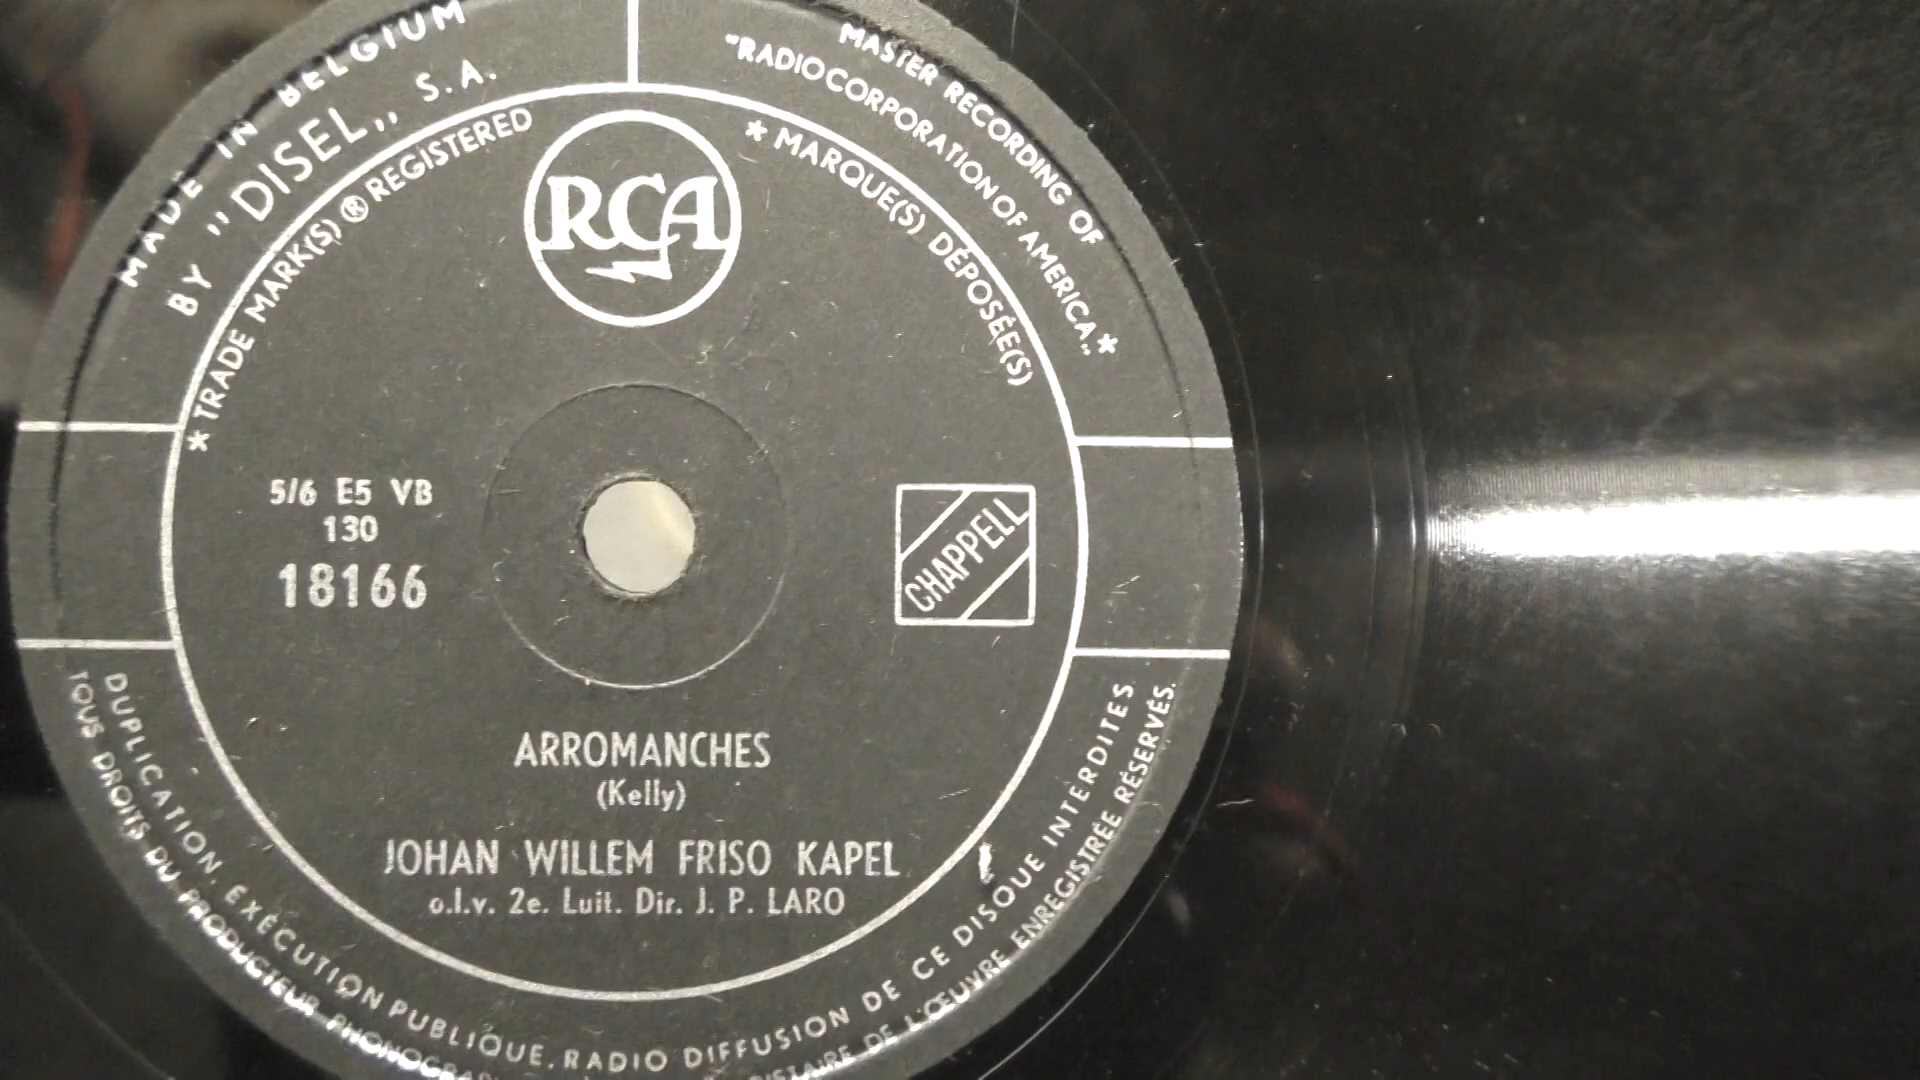 MADE IN BELGIUM
BY "DISEL" S.A.
MASTER RECORDING OF
"RADIO CORPORATION OF AMERICA" *
* TRADE MARK(S) ® REGISTERED
* MARQUE(S) DÉPOSÉE(S)
RCA
5/6 E5 VB
130
18166
CHAPPELL
ARROMANCHES
(Kelly)
JOHAN WILLEM FRISO KAPEL
o.l.v. 2e. Luit. Dir. J. P. LARO
DUPLICATION. EXÉCUTION PUBLIQUE. RADIO DIFFUSION DE CE DISQUE INTERDITES
TOUS DROITS DU PRODUCTEUR DE L'ŒUVRE ENREGISTRÉE RÉSERVÉS.